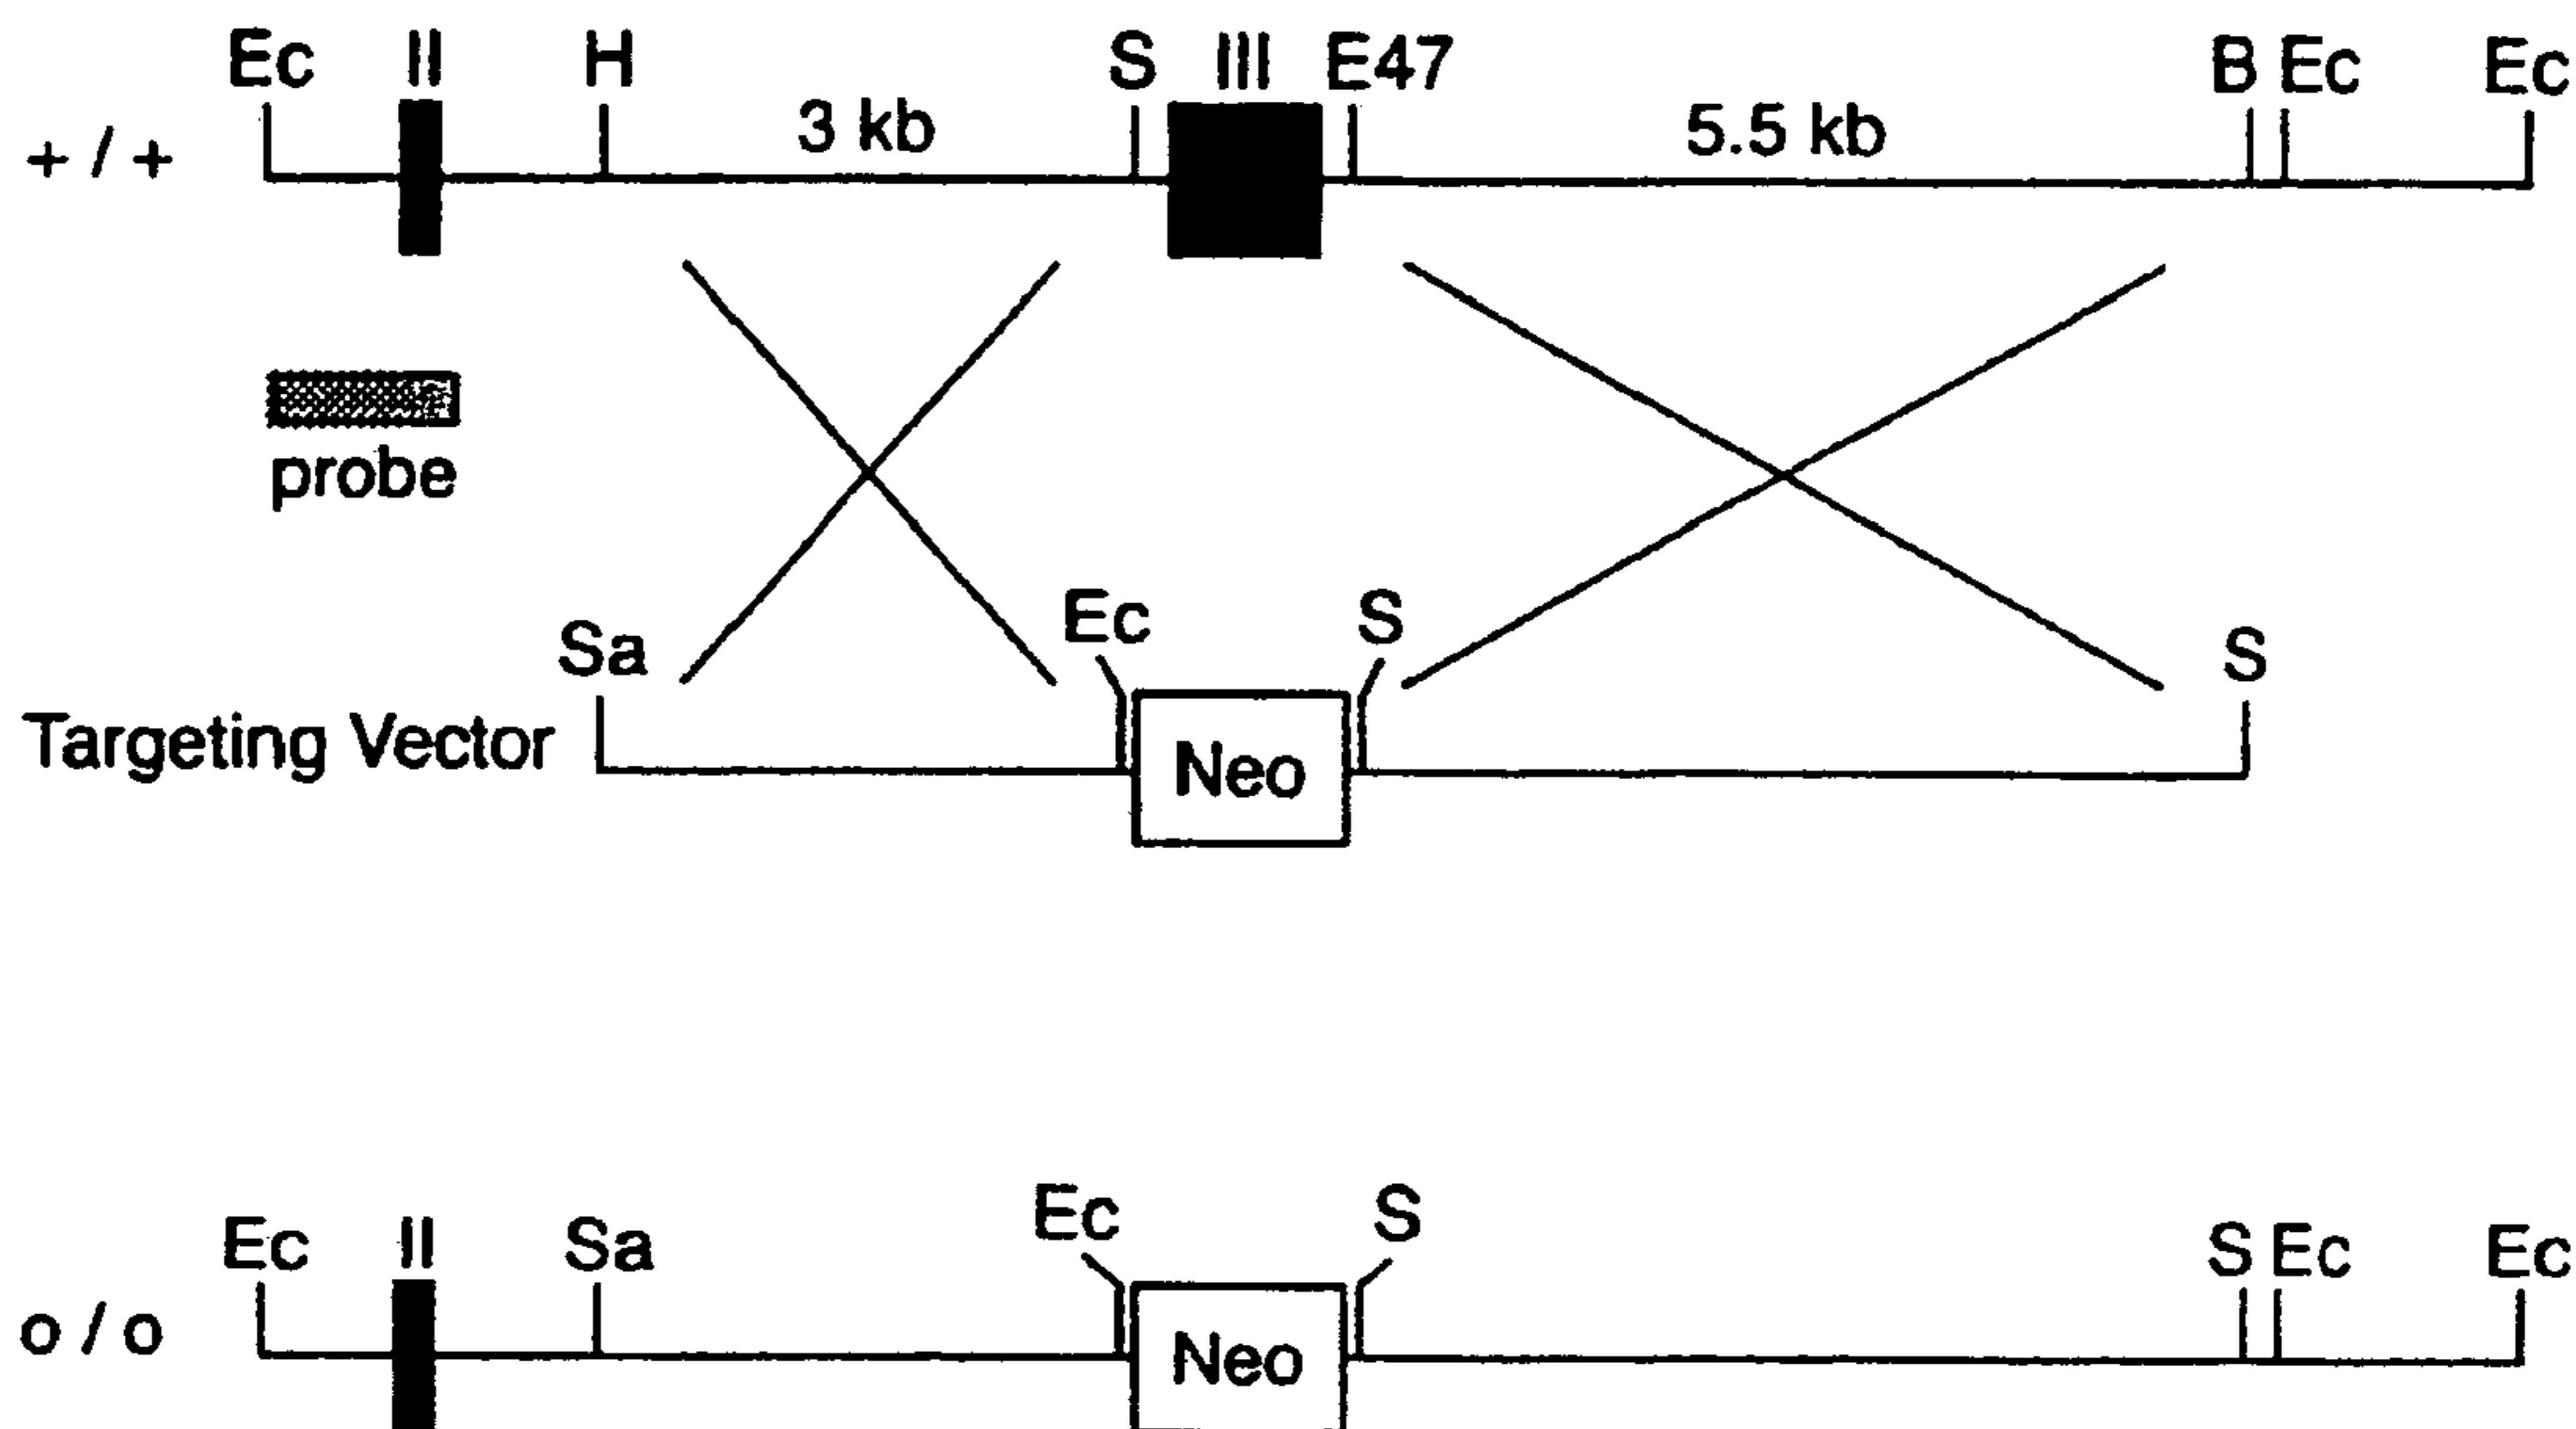 Ec II H S III E47 B Ec Ec
+ / + 3 kb 5.5 kb
probe
Sa Ec S S
Targeting Vector Neo
Ec II Sa Ec S S Ec Ec
o / o Neo